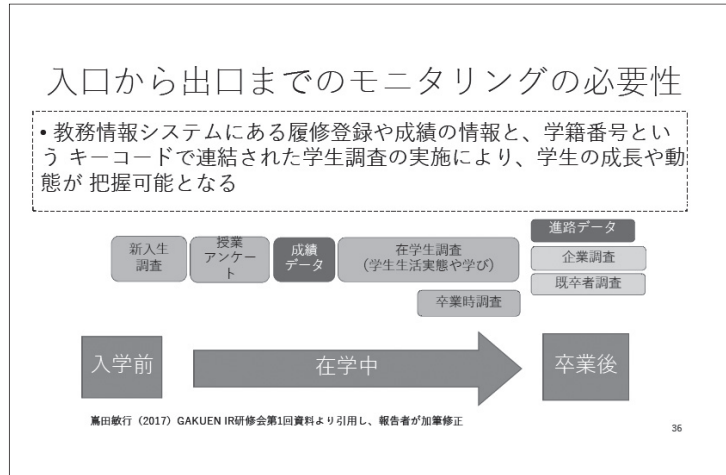 入口から出口までのモニタリングの必要性
• 教務情報システムにある履修登録や成績の情報と、学籍番号とい
う キーコードで連結された学生調査の実施により、学生の成長や動
態が 把握可能となる
新入生
調査
授業
アンケー
ト
成績
データ
在学生調査
(学生生活実態や学び)
卒業時調査
進路データ
企業調査
既卒者調査
入学前
在学中
卒業後
嶌田敏行（2017）GAKUEN IR研修会第1回資料より引用し、報告者が加筆修正
36